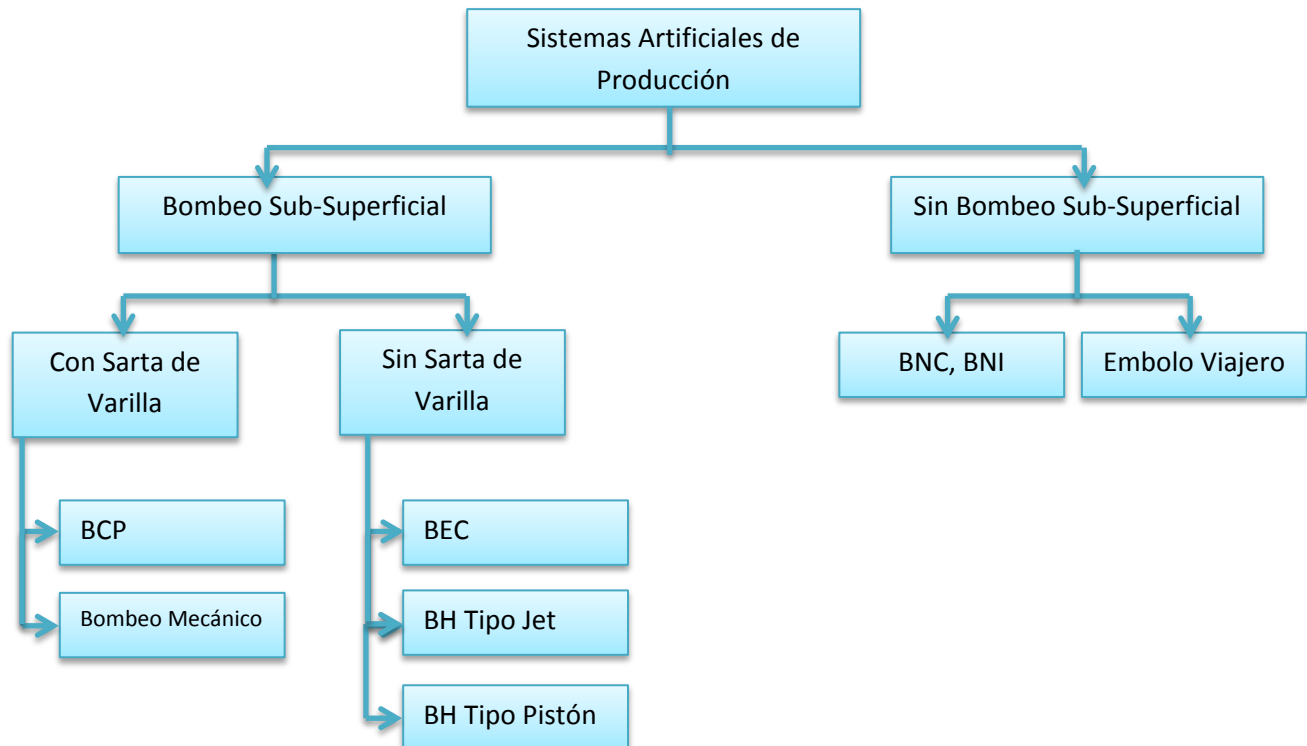 Sistemas Artificiales de
Producción
Bombeo Sub-Superficial
Sin Bombeo Sub-Superficial
Con Sarta de
Varilla
Sin Sarta de
Varilla
BNC, BNI
Embolo Viajero
BCP
Bombeo Mecánico
BEC
BH Tipo Jet
BH Tipo Pistón